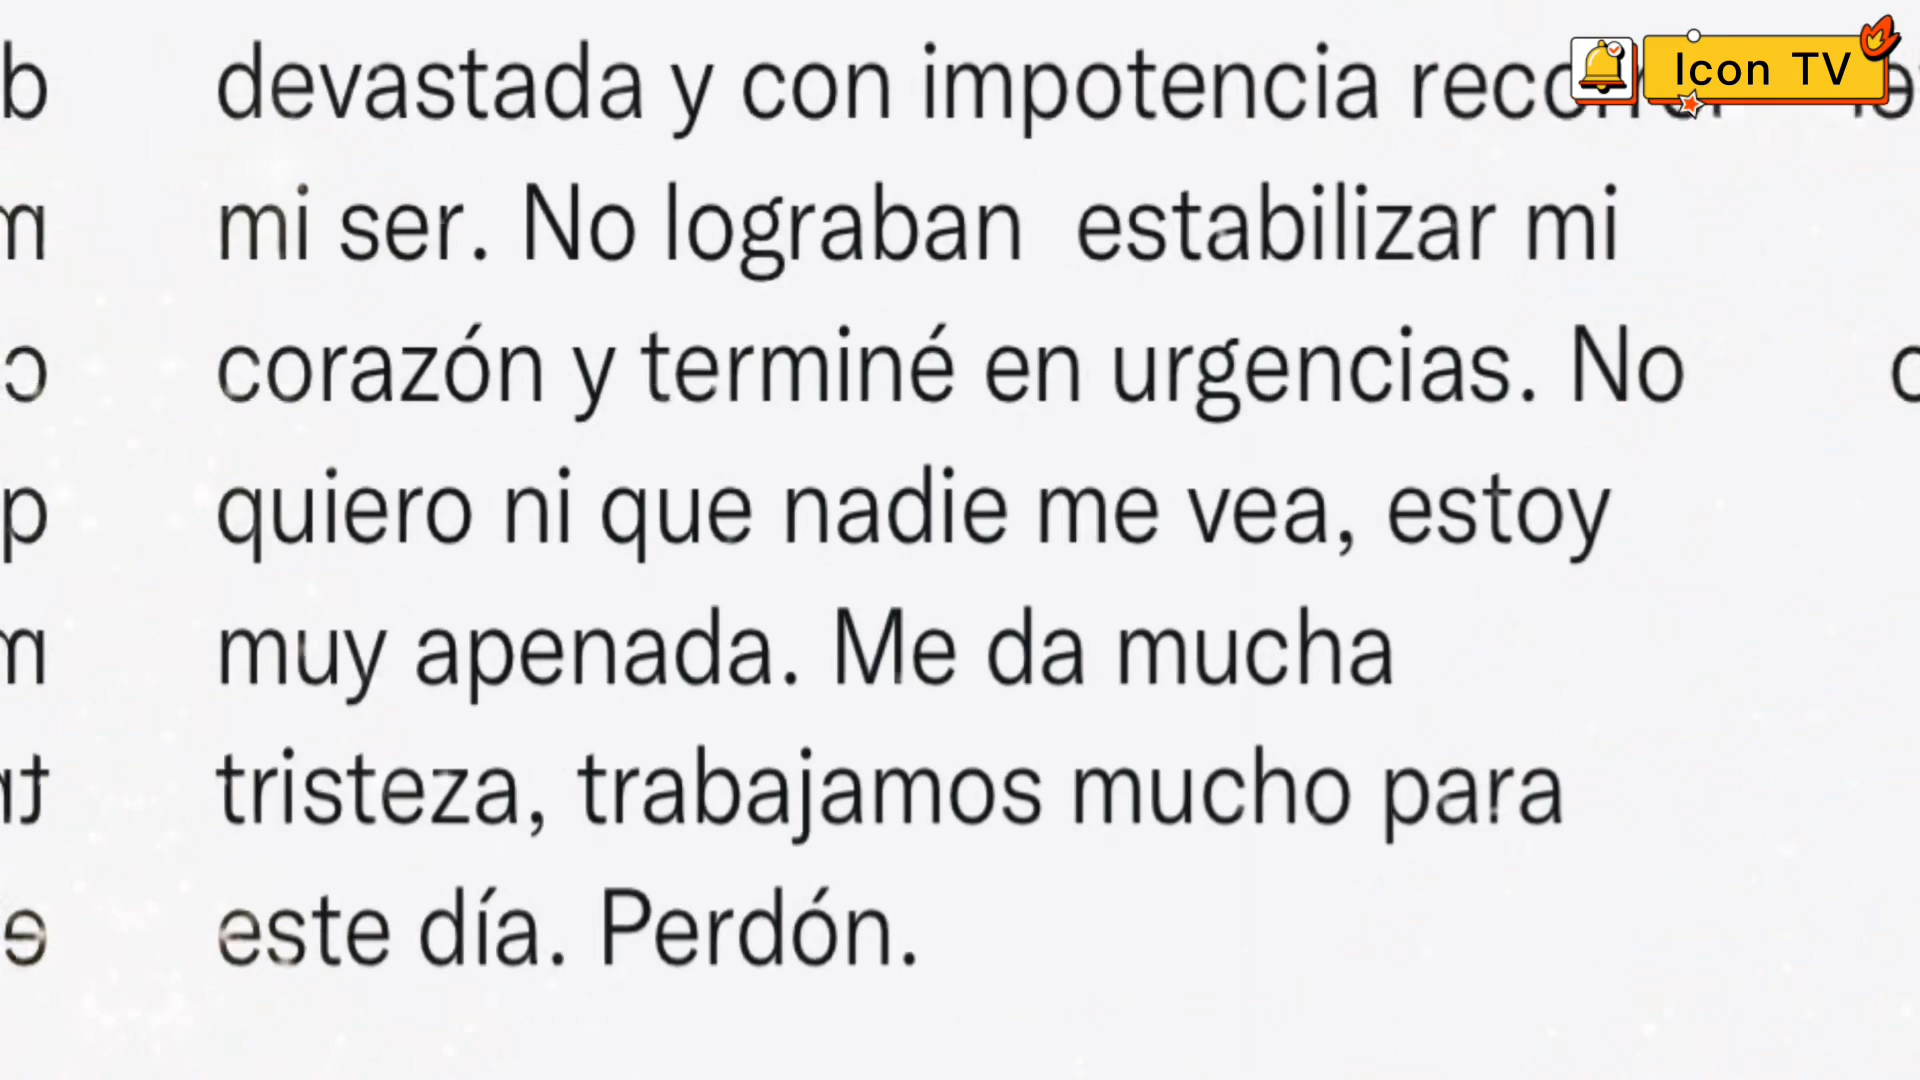 devastada y con impotencia
mi ser. No lograban estabilizar mi
corazón y terminé en urgencias. No
quiero ni que nadie me vea, estoy
muy apenada. Me da mucha
tristeza, trabajamos mucho para
este día. Perdón.
Icon TV